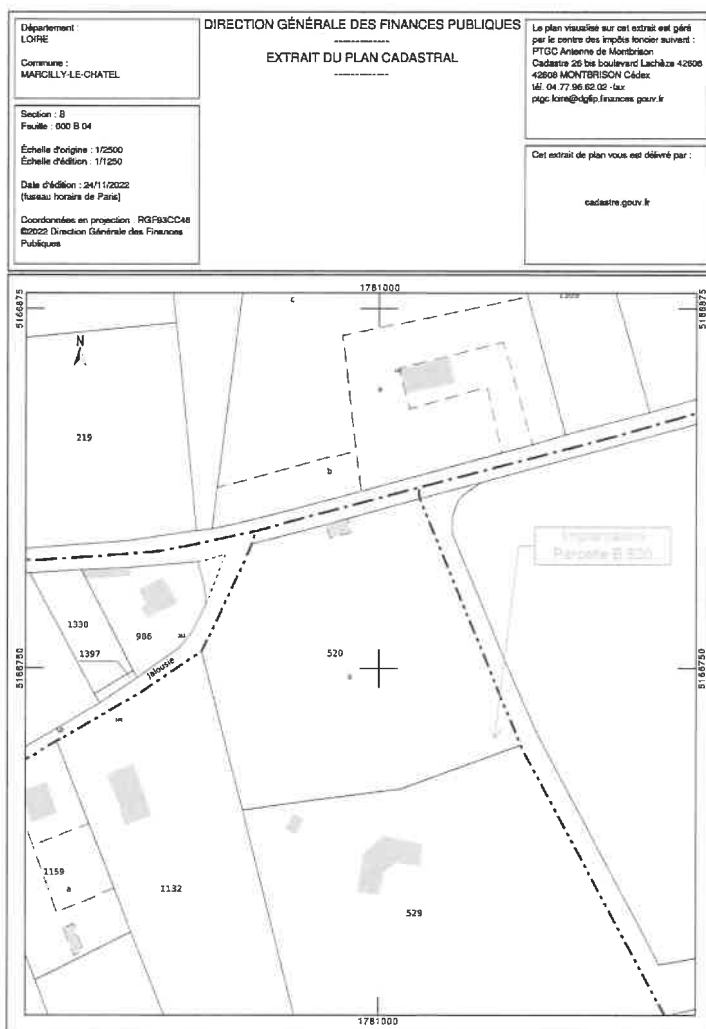 Département :
LOIRE
Commune :
MARCILLY-LE-CHATEL
Section : B
Feuille : 000 B 04
Échelle d'origine : 1/2500
Échelle d'édition : 1/1250
Date d'édition : 24/11/2022
(fuseau horaire de Paris)
Coordonnées en projection : RGF93CC46
©2022 Direction Générale des Finances
Publiques
DIRECTION GÉNÉRALE DES FINANCES PUBLIQUES
EXTRAIT DU PLAN CADASTRAL
Le plan visualisé sur cet extrait est géré
par le centre des impôts foncier suivant :
PTGC Antenne de Montbrison
Cadastre 26 bis boulevard Lachèze 42608
42608 MONTBRISON Cédex
tél. 04.77.96.62.02 -fax
ptgc.loire@dgfip.finances.gouv.fr
Cet extrait de plan vous est délivré par :
cadastre.gouv.fr
1781000
5166875
5166875
c
N
219
b
Parcelle B 520
1330
986
1397
Jalousie
520
5166750
5166750
1159
a
1132
529
1781000